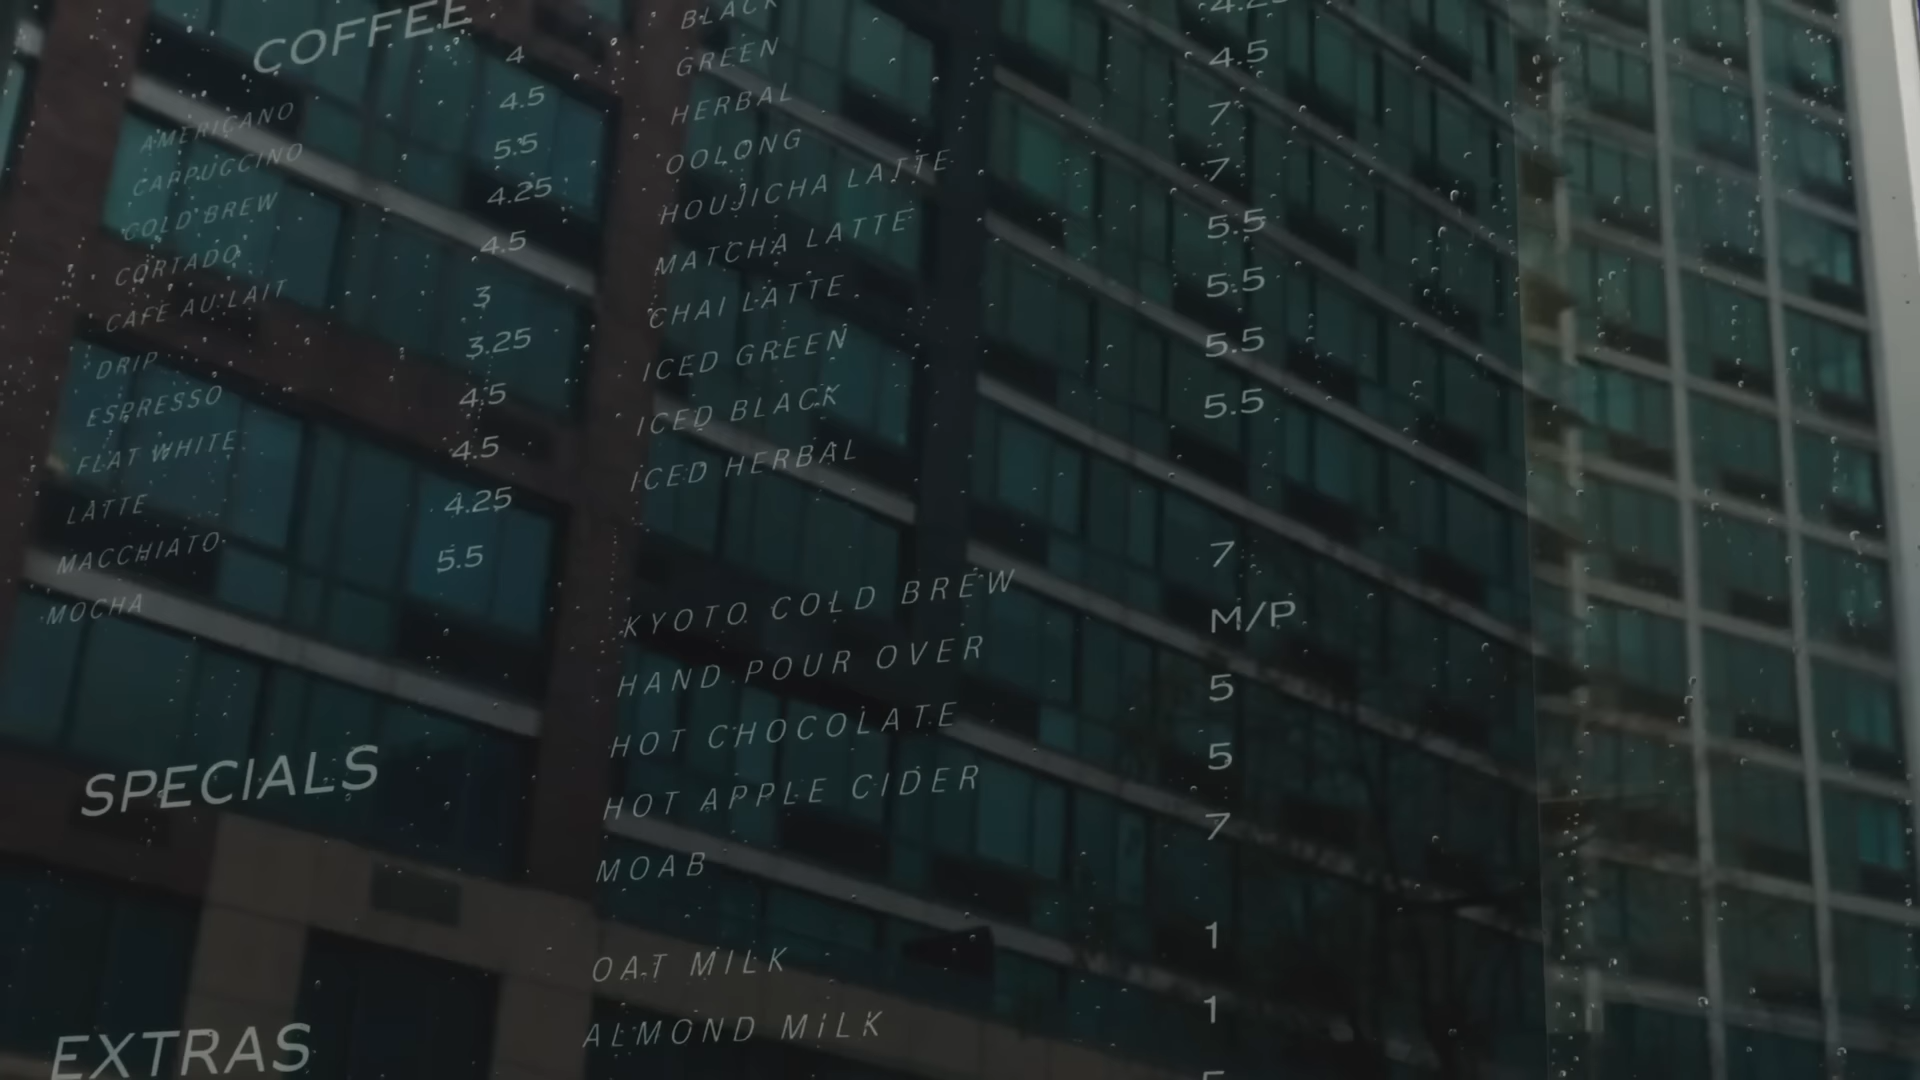 COFFEE
AMERICANO 4
CAPPUCCINO 4.5
COLD BREW 5.5
CORTADO 4.25
CAFE AU LAIT 4.5
DRIP 3
ESPRESSO 3.25
FLAT WHITE 4.5
LATTE 4.5
MACCHIATO 4.25
MOCHA 5.5
BLACK
GREEN
HERBAL
OOLONG 4.5
HOUJICHA LATTE 7
MATCHA LATTE 7
CHAI LATTE 5.5
ICED GREEN 5.5
ICED BLACK 5.5
ICED HERBAL 5.5
SPECIALS
KYOTO COLD BREW 7
HAND POUR OVER M/P
HOT CHOCOLATE 5
HOT APPLE CIDER 5
MOAB 7
EXTRAS
OAT MILK 1
ALMOND MILK 1